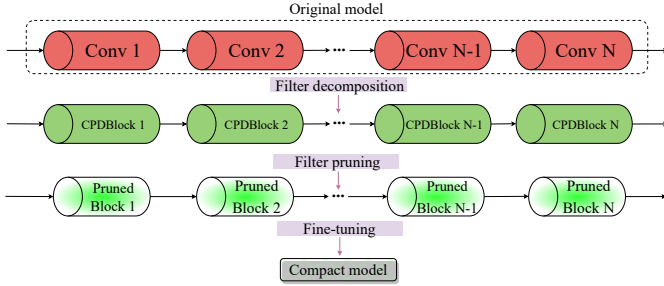 Original model
Conv 1 Conv 2 ... Conv N-1 Conv N
Filter decomposition
CPDBlock 1 CPDBlock 2 ... CPDBlock N-1 CPDBlock N
Filter pruning
Pruned Block 1 Pruned Block 2 ... Pruned Block N-1 Pruned Block N
Fine-tuning
Compact model